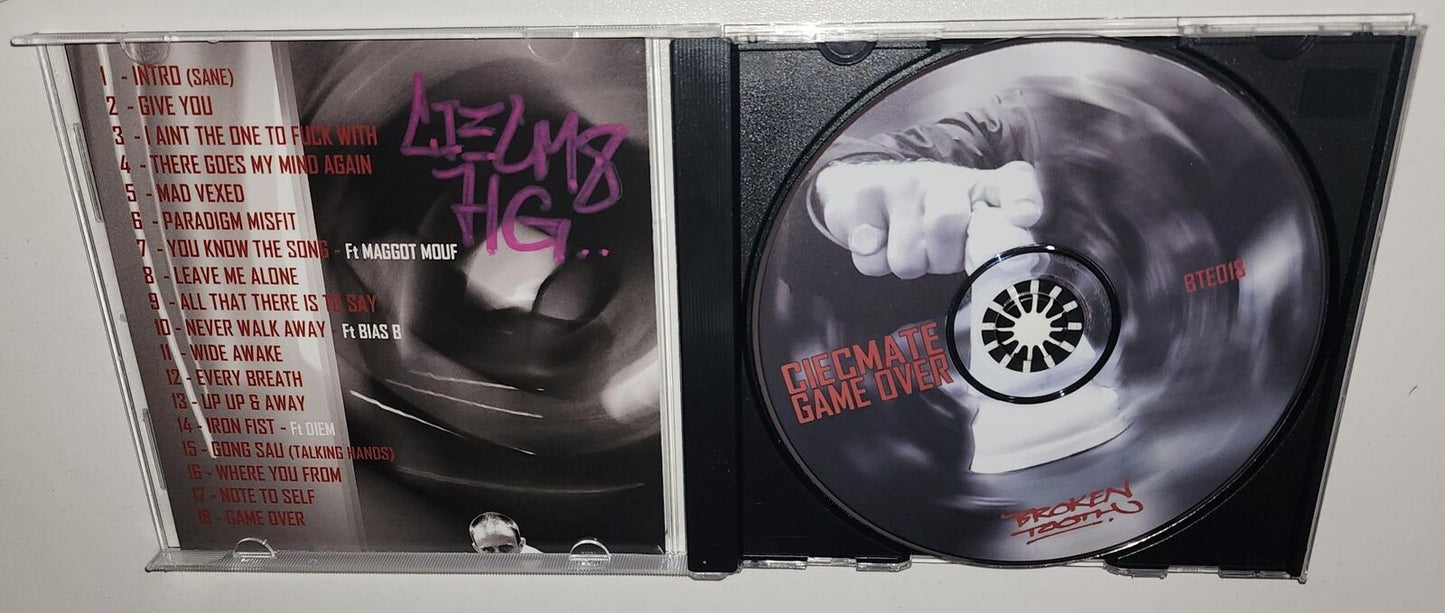 1 - INTRO (SANE)
2 - GIVE YOU
3 - I AINT THE ONE TO FUCK WITH
4 - THERE GOES MY MIND AGAIN
5 - MAD VEXED
6 - PARADIGM MISFIT
7 - YOU KNOW THE SONG - Ft MAGGOT MOUF
8 - LEAVE ME ALONE
9 - ALL THAT THERE IS TO SAY
10 - NEVER WALK AWAY - Ft BIAS B
11 - WIDE AWAKE
12 - EVERY BREATH
13 - UP UP & AWAY
14 - IRON FIST - Ft DIEM
15 - GONG SAU (TALKING HANDS)
16 - WHERE YOU FROM
17 - NOTE TO SELF
18 - GAME OVER
CIECM8
HG..
CIECMATE
GAME OVER
BTE018
BROKEN
TOOTH